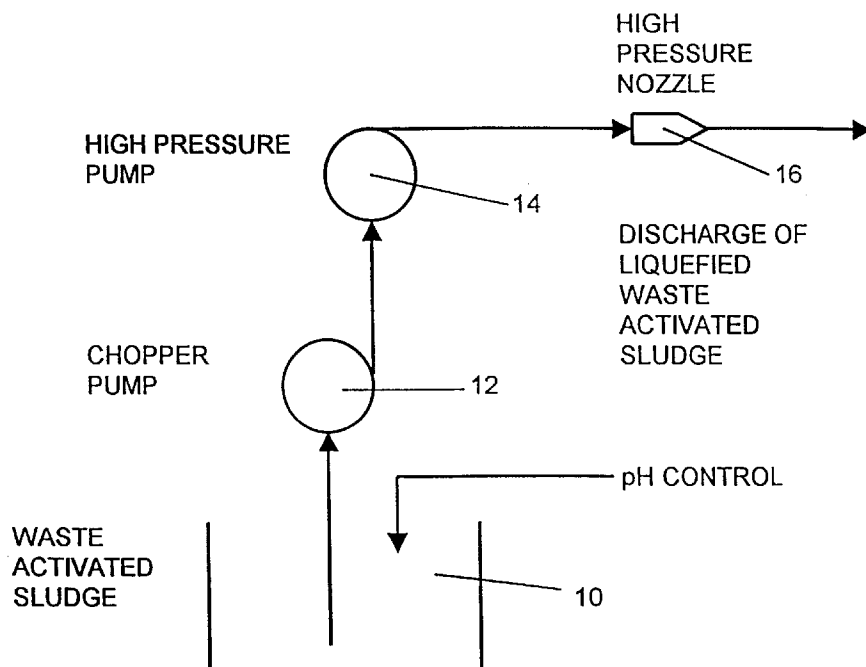 HIGH
PRESSURE
NOZZLE
HIGH PRESSURE
PUMP
14
16
DISCHARGE OF
LIQUEFIED
WASTE
ACTIVATED
SLUDGE
CHOPPER
PUMP
12
pH CONTROL
WASTE
ACTIVATED
SLUDGE
10